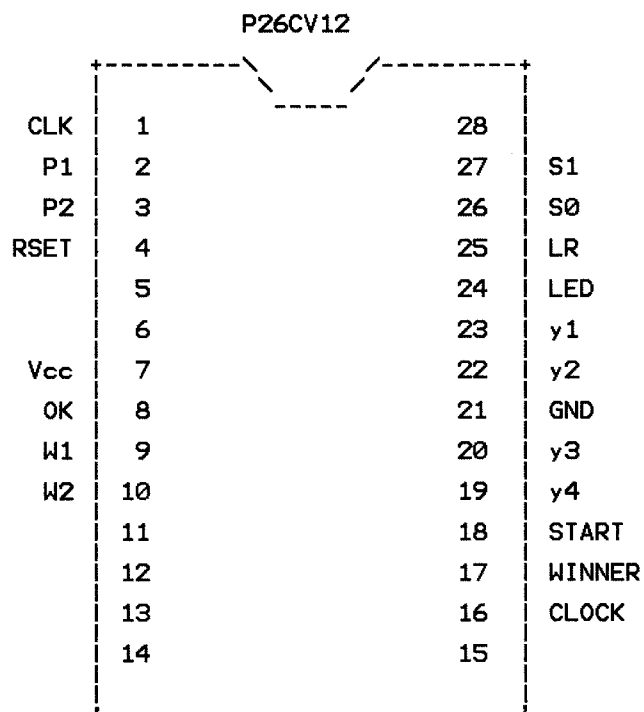 P26CV12
CLK 1 28
P1 2 27 S1
P2 3 26 S0
RSET 4 25 LR
5 24 LED
6 23 y1
Vcc 7 22 y2
OK 8 21 GND
W1 9 20 y3
W2 10 19 y4
11 18 START
12 17 WINNER
13 16 CLOCK
14 15